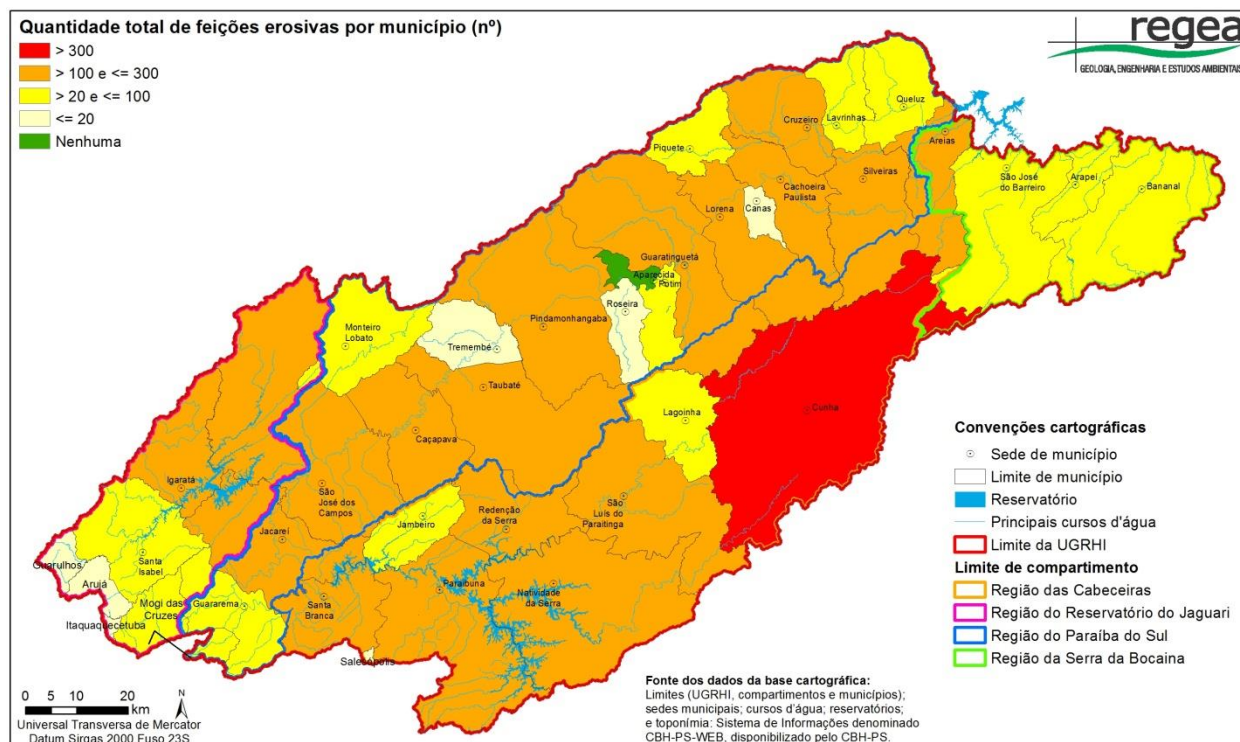 Quantidade total de feições erosivas por município (nº)
> 300
> 100 e <= 300
> 20 e <= 100
<= 20
Nenhuma
regea
GEOLOGIA, ENGENHARIA E ESTUDOS AMBIENTAIS
Queluz
Lavrinhas
Cruzeiro
Areias
Piquete
Silveiras
São José
do Barreiro
Arapeí
Bananal
Cachoeira
Paulista
Canas
Lorena
Guaratinguetá
Aparecida
Potim
Roseira
Pindamonhangaba
Monteiro
Lobato
Tremembé
Taubaté
Lagoinha
Cunha
Caçapava
Igaratá
São
José dos
Campos
Jambeiro
Redenção
da Serra
São
Luís do
Paraitinga
Jacareí
Santa
Isabel
Guarulhos
Arujá
Mogi das
Cruzes
Itaquaquecetuba
Guararema
Santa
Branca
Paraibuna
Natividade
da Serra
Salesópolis
Convenções cartográficas
Sede de município
Limite de município
Reservatório
Principais cursos d'água
Limite da UGRHI
Limite de compartimento
Região das Cabeceiras
Região do Reservatório do Jaguari
Região do Paraíba do Sul
Região da Serra da Bocaina
0 5 10 20
km
N
Universal Transversa de Mercator
Datum Sirgas 2000 Fuso 23S
Fonte dos dados da base cartográfica:
Limites (UGRHI, compartimentos e municípios);
sedes municipais; cursos d'água; reservatórios;
e toponímia: Sistema de Informações denominado
CBH-PS-WEB, disponibilizado pelo CBH-PS.